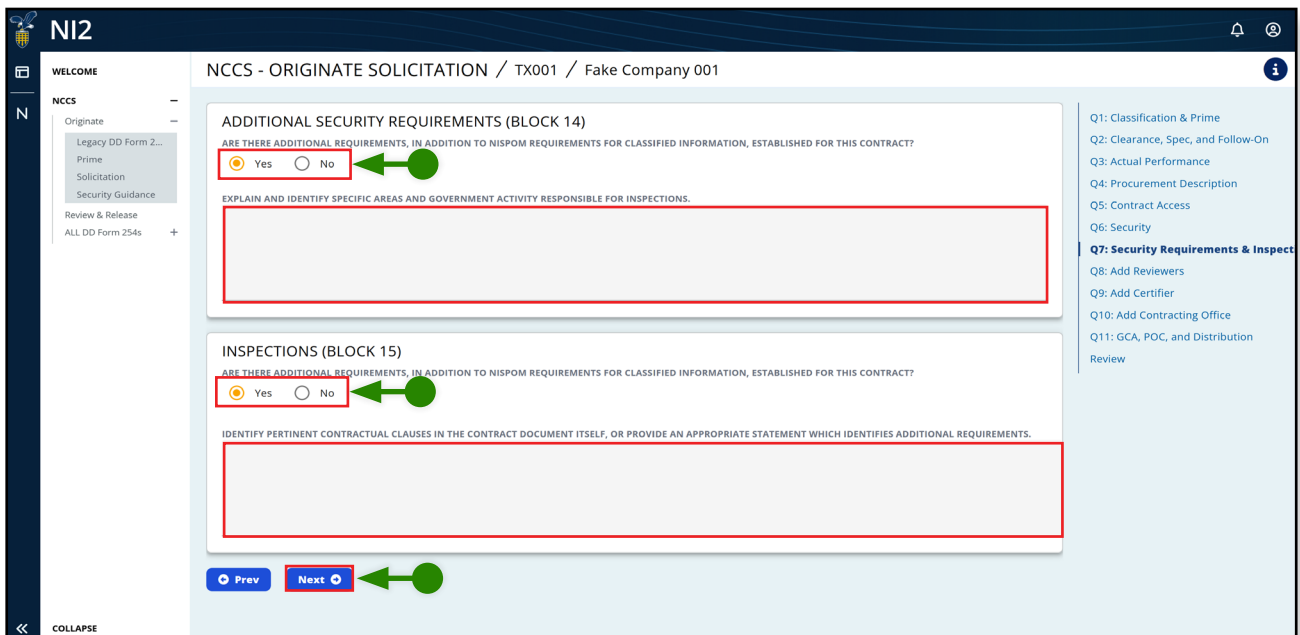 NI2
WELCOME
NCCS
Originate
Legacy DD Form 2...
Prime
Solicitation
Security Guidance
Review & Release
ALL DD Form 254s
COLLAPSE
N
NCCS - ORIGINATE SOLICITATION / TX001 / Fake Company 001
ADDITIONAL SECURITY REQUIREMENTS (BLOCK 14)
ARE THERE ADDITIONAL REQUIREMENTS, IN ADDITION TO NISPOM REQUIREMENTS FOR CLASSIFIED INFORMATION, ESTABLISHED FOR THIS CONTRACT?
Yes No
EXPLAIN AND IDENTIFY SPECIFIC AREAS AND GOVERNMENT ACTIVITY RESPONSIBLE FOR INSPECTIONS.
INSPECTIONS (BLOCK 15)
ARE THERE ADDITIONAL REQUIREMENTS, IN ADDITION TO NISPOM REQUIREMENTS FOR CLASSIFIED INFORMATION, ESTABLISHED FOR THIS CONTRACT?
Yes No
IDENTIFY PERTINENT CONTRACTUAL CLAUSES IN THE CONTRACT DOCUMENT ITSELF, OR PROVIDE AN APPROPRIATE STATEMENT WHICH IDENTIFIES ADDITIONAL REQUIREMENTS.
Prev Next
Q1: Classification & Prime
Q2: Clearance, Spec, and Follow-On
Q3: Actual Performance
Q4: Procurement Description
Q5: Contract Access
Q6: Security
Q7: Security Requirements & Inspect
Q8: Add Reviewers
Q9: Add Certifier
Q10: Add Contracting Office
Q11: GCA, POC, and Distribution
Review